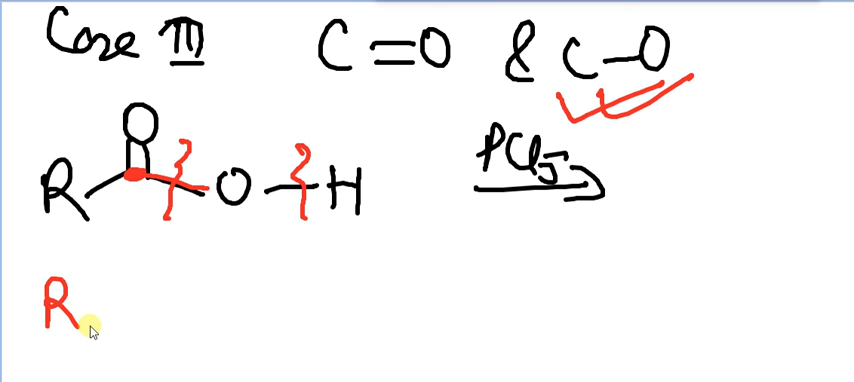 Case III C=O & C-O
O
R O-H PCl5
R